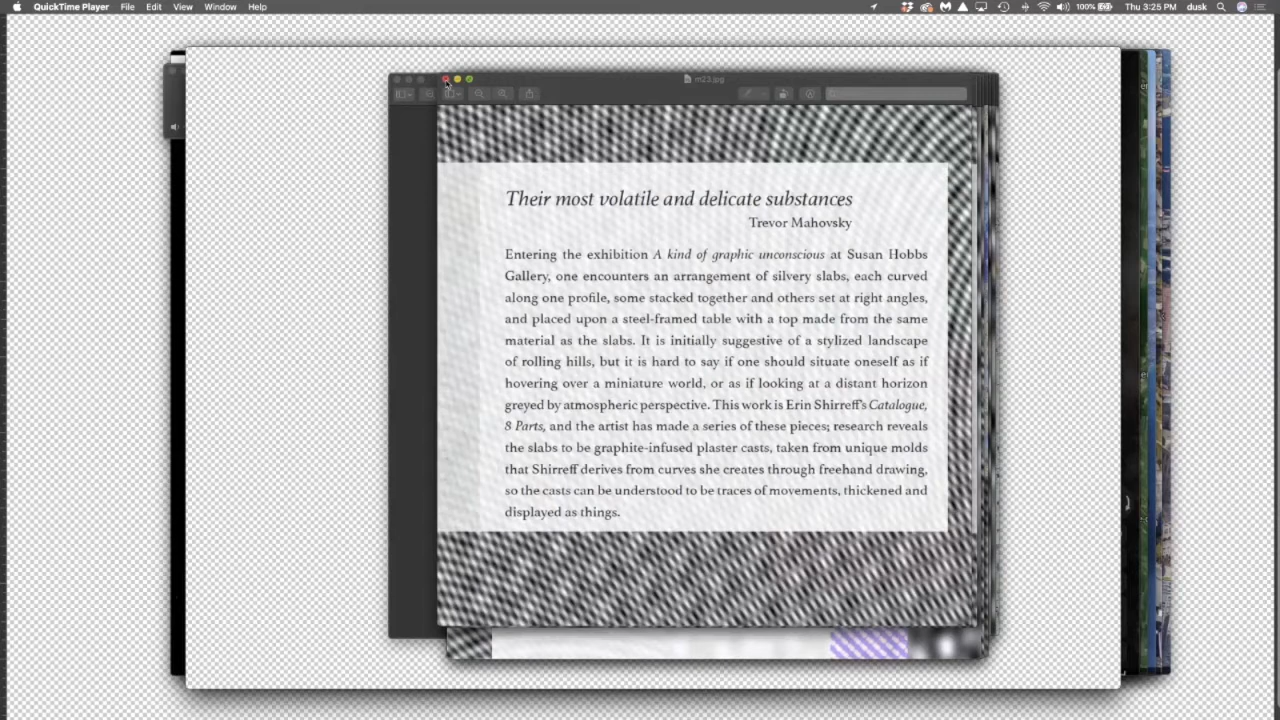 QuickTime Player File Edit View Window Help 100% Thu 3:25 PM dusk
m23.jpg
Their most volatile and delicate substances
Trevor Mahovsky
Entering the exhibition A kind of graphic unconscious at Susan Hobbs
Gallery, one encounters an arrangement of silvery slabs, each curved
along one profile, some stacked together and others set at right angles,
and placed upon a steel-framed table with a top made from the same
material as the slabs. It is initially suggestive of a stylized landscape
of rolling hills, but it is hard to say if one should situate oneself as if
hovering over a miniature world, or as if looking at a distant horizon
greyed by atmospheric perspective. This work is Erin Shirreff's Catalogue,
8 Parts, and the artist has made a series of these pieces; research reveals
the slabs to be graphite-infused plaster casts, taken from unique molds
that Shirreff derives from curves she creates through freehand drawing,
so the casts can be understood to be traces of movements, thickened and
displayed as things.